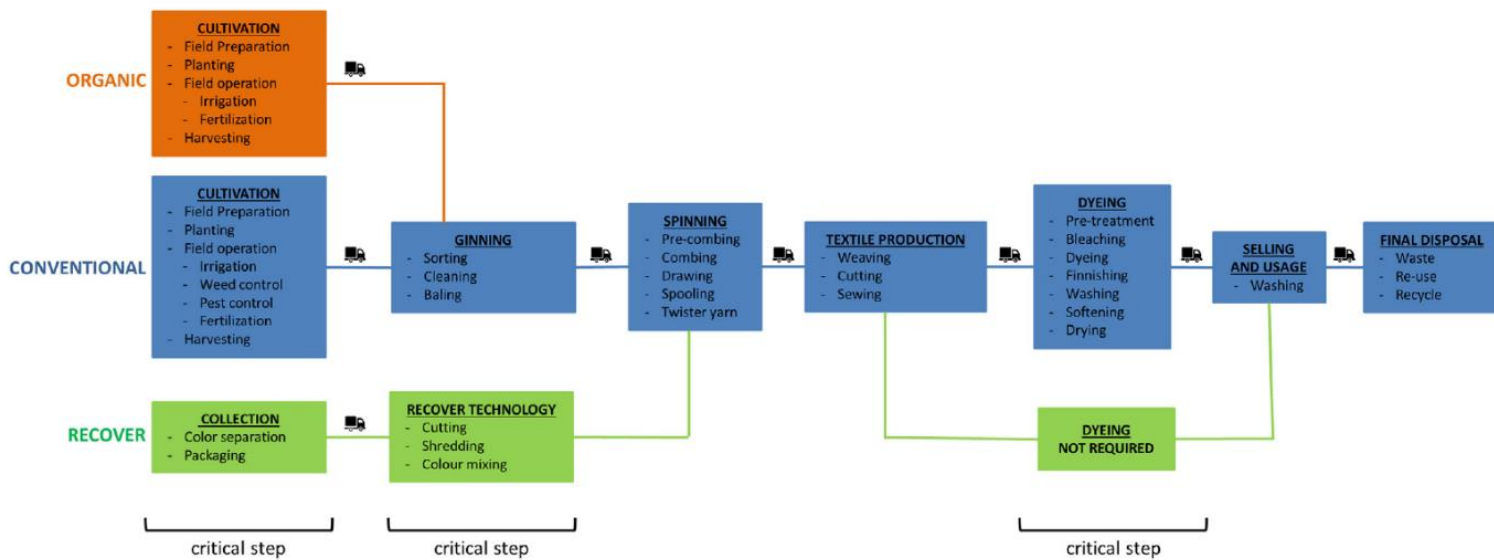 ORGANIC
CULTIVATION
- Field Preparation
- Planting
- Field operation
- Irrigation
- Fertilization
- Harvesting
CONVENTIONAL
CULTIVATION
- Field Preparation
- Planting
- Field operation
- Irrigation
- Weed control
- Pest control
- Fertilization
- Harvesting
GINNING
- Sorting
- Cleaning
- Baling
SPINNING
- Pre-combing
- Combing
- Drawing
- Spooling
- Twister yarn
TEXTILE PRODUCTION
- Weaving
- Cutting
- Sewing
DYEING
- Pre-treatment
- Bleaching
- Dyeing
- Finnishing
- Washing
- Softening
- Drying
SELLING
AND USAGE
- Washing
FINAL DISPOSAL
- Waste
- Re-use
- Recycle
RECOVER
COLLECTION
- Color separation
- Packaging
RECOVER TECHNOLOGY
- Cutting
- Shredding
- Colour mixing
DYEING
NOT REQUIRED
critical step
critical step
critical step